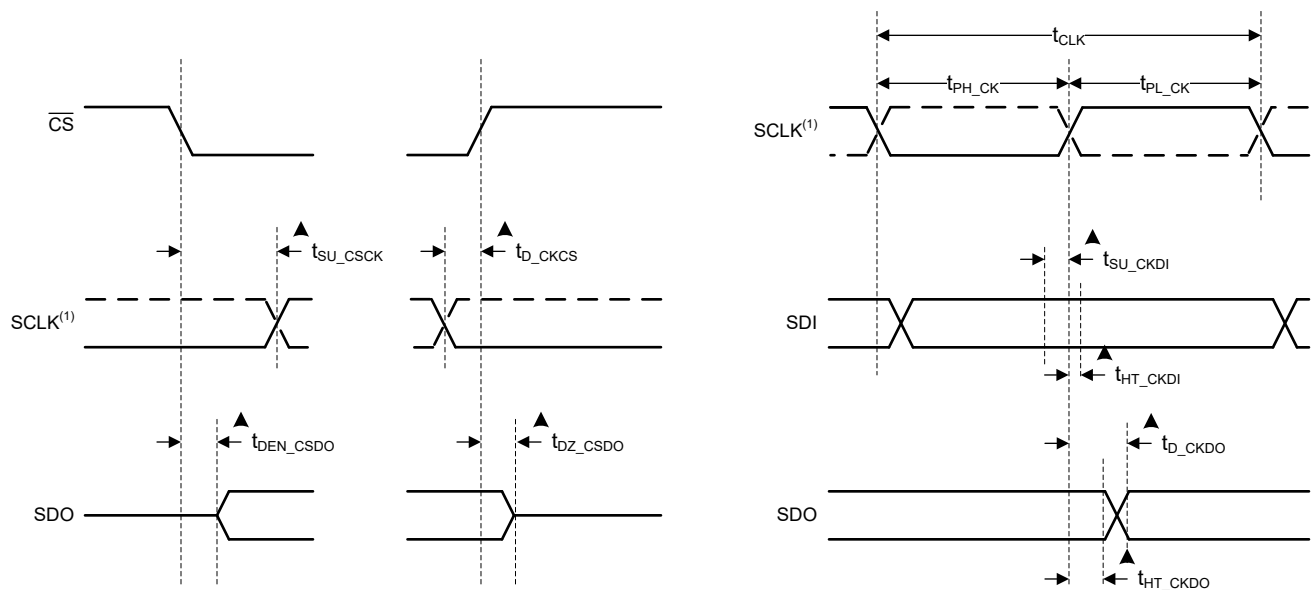 t_CLK
t_PH_CK t_PL_CK
CS
SCLK(1)
t_SU_CSCK t_D_CKCS
t_SU_CKDI
SCLK(1)
SDI
t_HT_CKDI
t_DEN_CSDO t_DZ_CSDO
t_D_CKDO
SDO
SDO
t_HT_CKDO